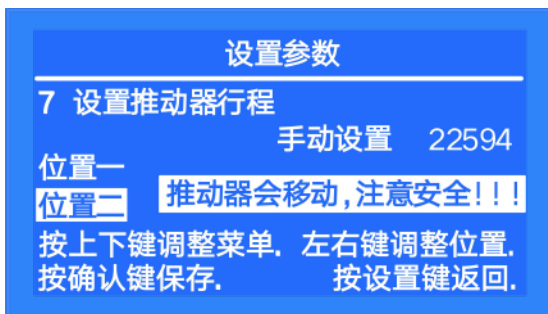 设置参数
7 设置推动器行程
手动设置 22594
位置一
位置二 推动器会移动,注意安全!!!
按上下键调整菜单. 左右键调整位置.
按确认键保存. 按设置键返回.